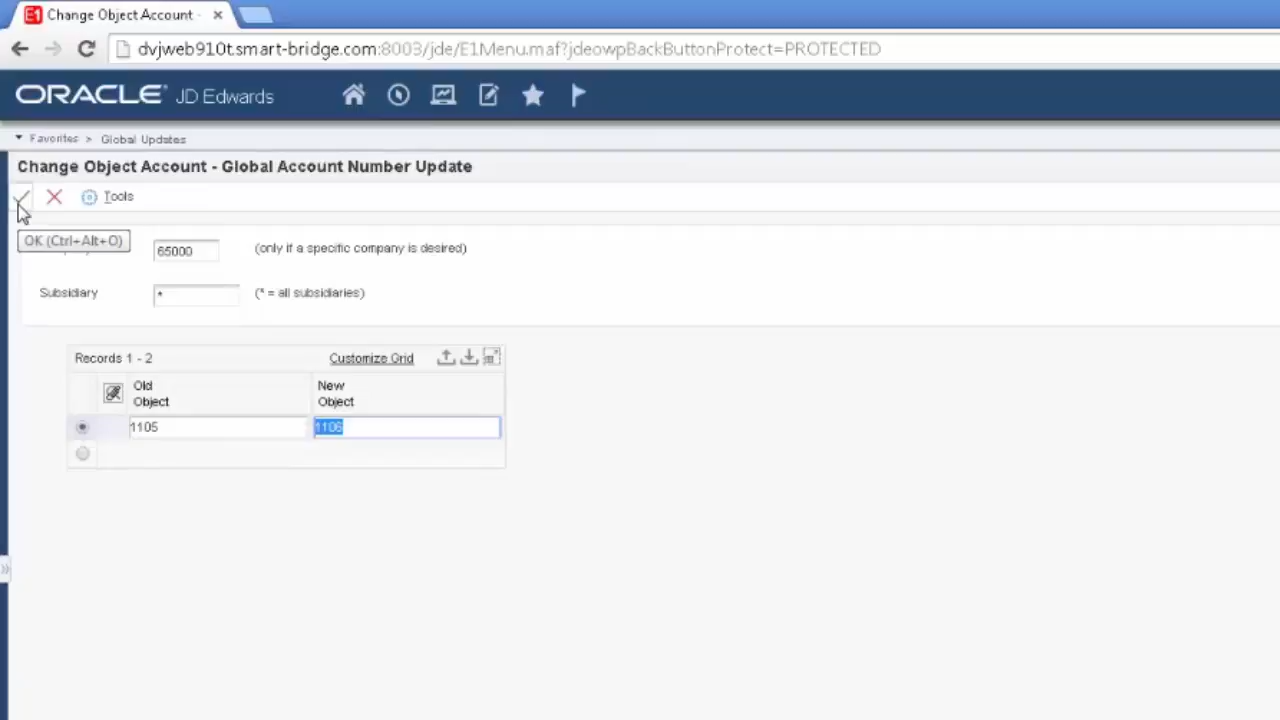 Change Object Account -
dvjweb910t.smart-bridge.com:8003/jde/E1Menu.maf?jdeowpBackButtonProtect=PROTECTED
ORACLE JD Edwards
Favorites > Global Updates
Change Object Account - Global Account Number Update
Tools
OK (Ctrl+Alt+O)
65000 (only if a specific company is desired)
Subsidiary * (* = all subsidiaries)
Records 1 - 2 Customize Grid
Old Object New Object
1105 1106